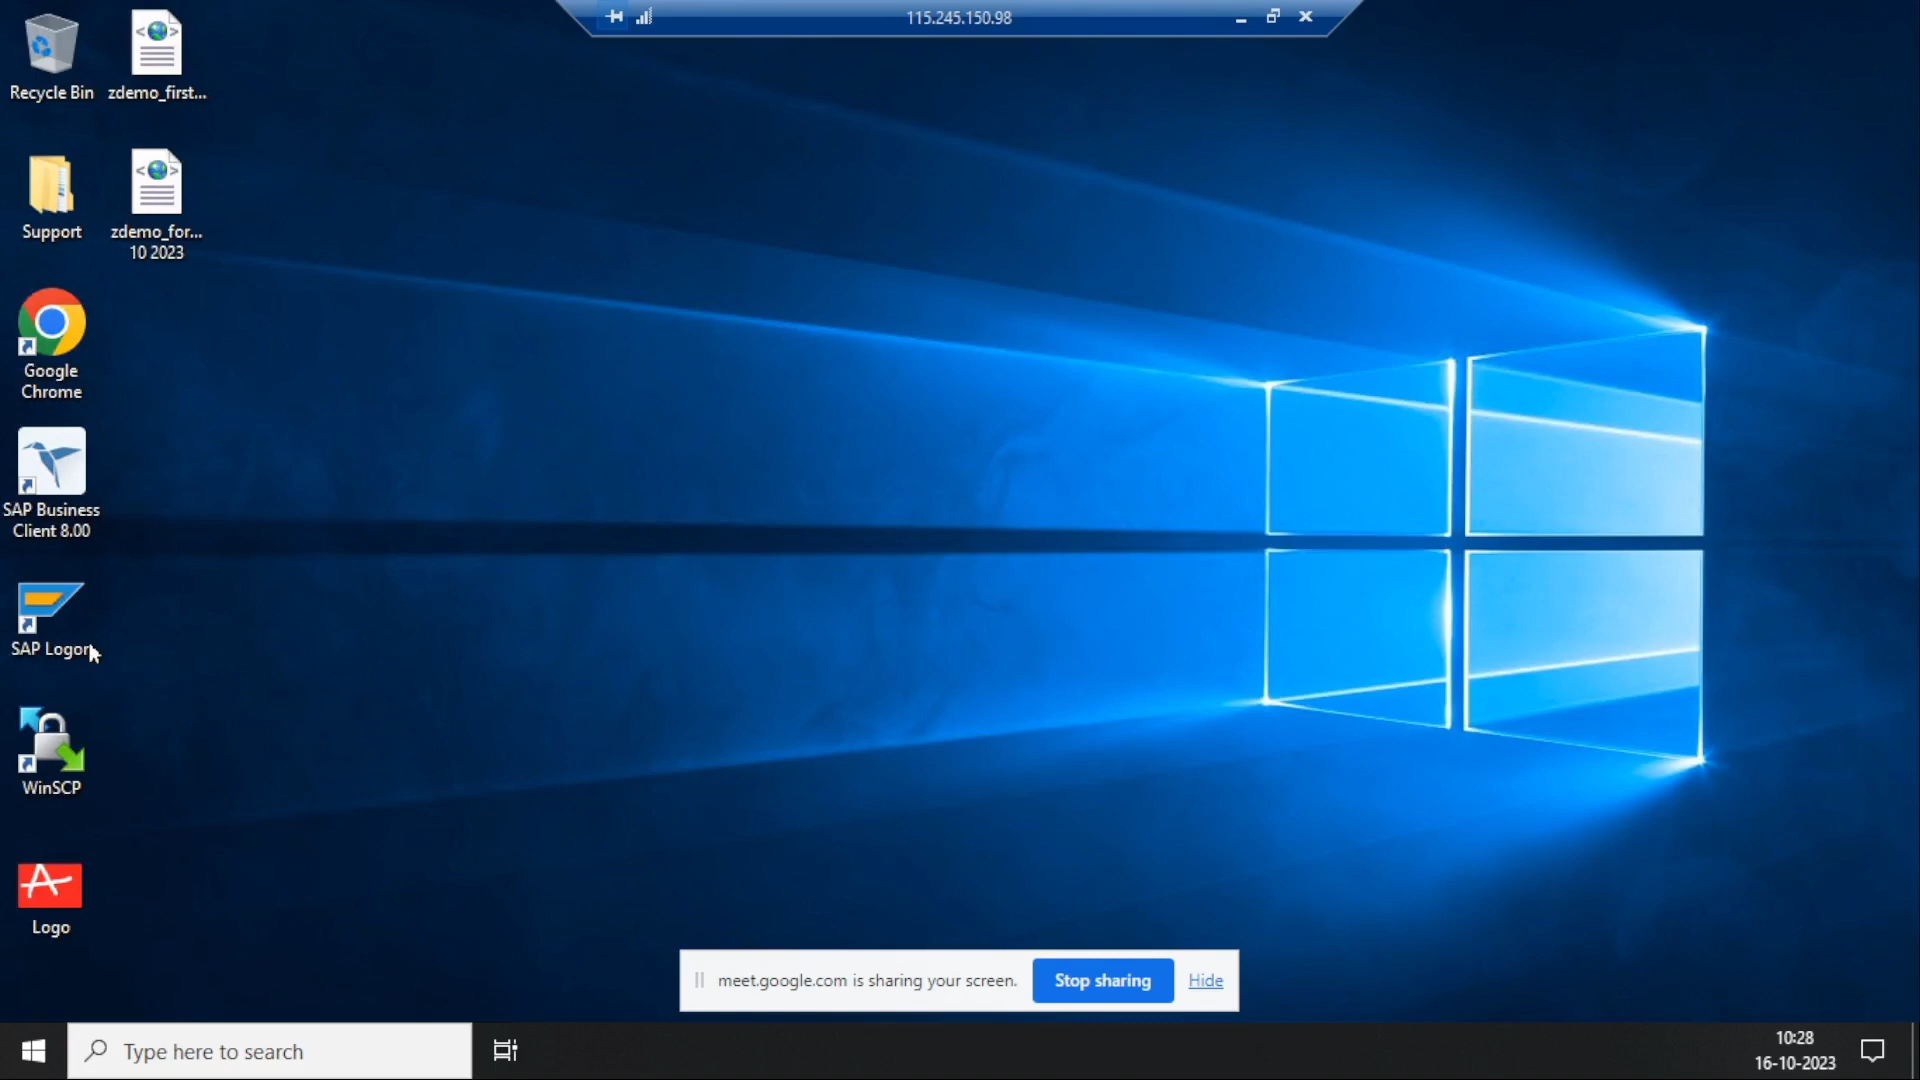 115.245.150.98
Recycle Bin
zdemo_first...
Support
zdemo_for...
10 2023
Google
Chrome
SAP Business
Client 8.00
SAP Logon
WinSCP
Logo
meet.google.com is sharing your screen.
Stop sharing
Hide
Type here to search
10:28
16-10-2023